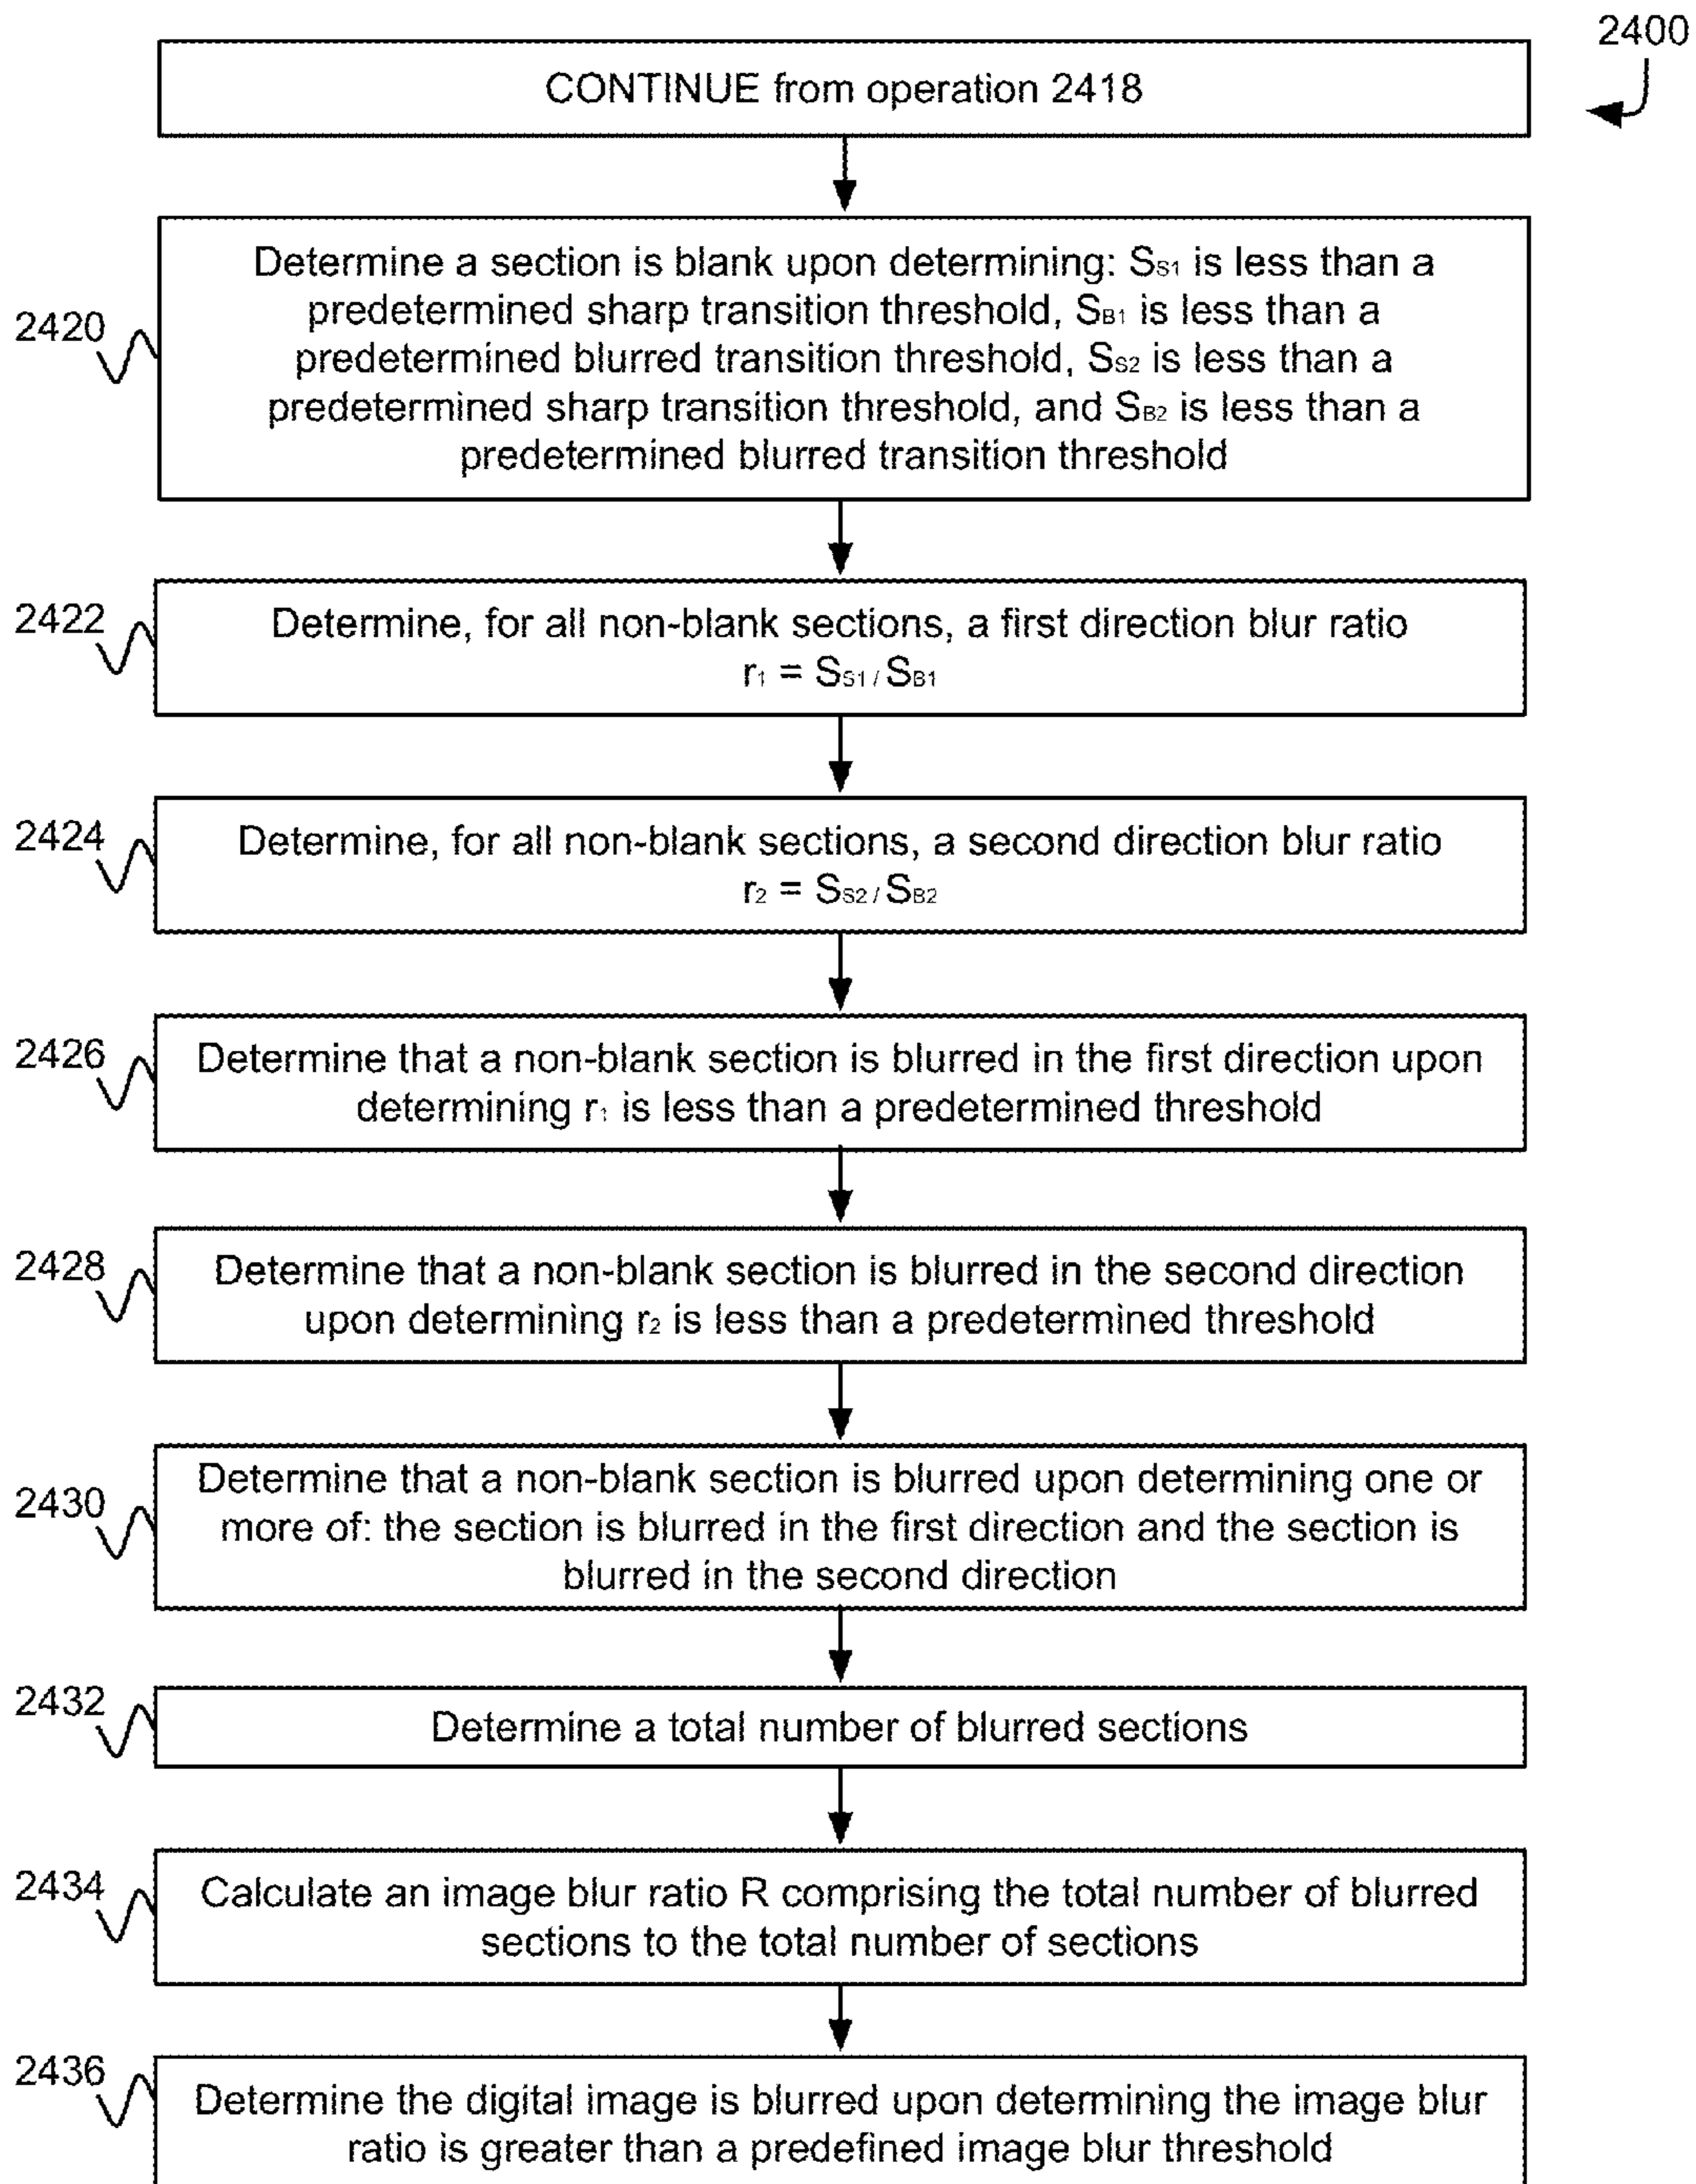 2400
CONTINUE from operation 2418
2420
Determine a section is blank upon determining: SS1 is less than a
predetermined sharp transition threshold, SB1 is less than a
predetermined blurred transition threshold, SS2 is less than a
predetermined sharp transition threshold, and SB2 is less than a
predetermined blurred transition threshold
2422
Determine, for all non-blank sections, a first direction blur ratio
r1 = SS1 / SB1
2424
Determine, for all non-blank sections, a second direction blur ratio
r2 = SS2 / SB2
2426
Determine that a non-blank section is blurred in the first direction upon
determining r1 is less than a predetermined threshold
2428
Determine that a non-blank section is blurred in the second direction
upon determining r2 is less than a predetermined threshold
2430
Determine that a non-blank section is blurred upon determining one or
more of: the section is blurred in the first direction and the section is
blurred in the second direction
2432
Determine a total number of blurred sections
2434
Calculate an image blur ratio R comprising the total number of blurred
sections to the total number of sections
2436
Determine the digital image is blurred upon determining the image blur
ratio is greater than a predefined image blur threshold